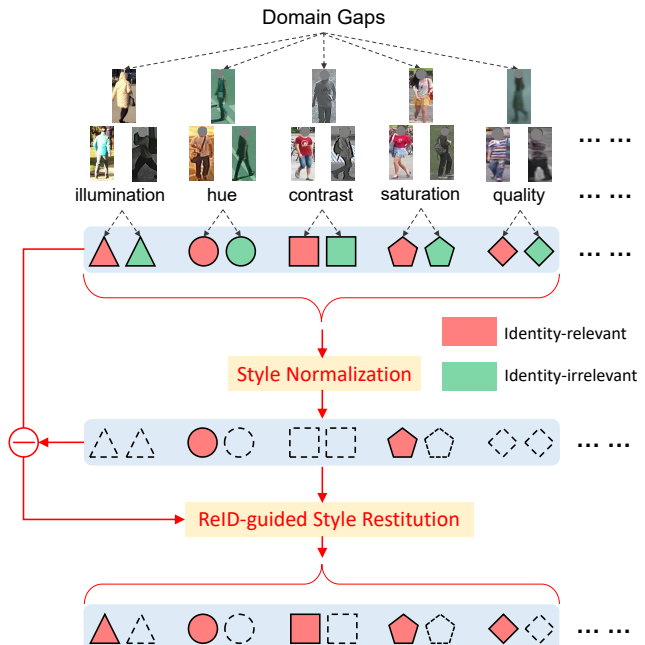 Domain Gaps
... ...
illumination hue contrast saturation quality ... ...
... ...
Identity-relevant
Style Normalization
Identity-irrelevant
... ...
ReID-guided Style Restitution
... ...